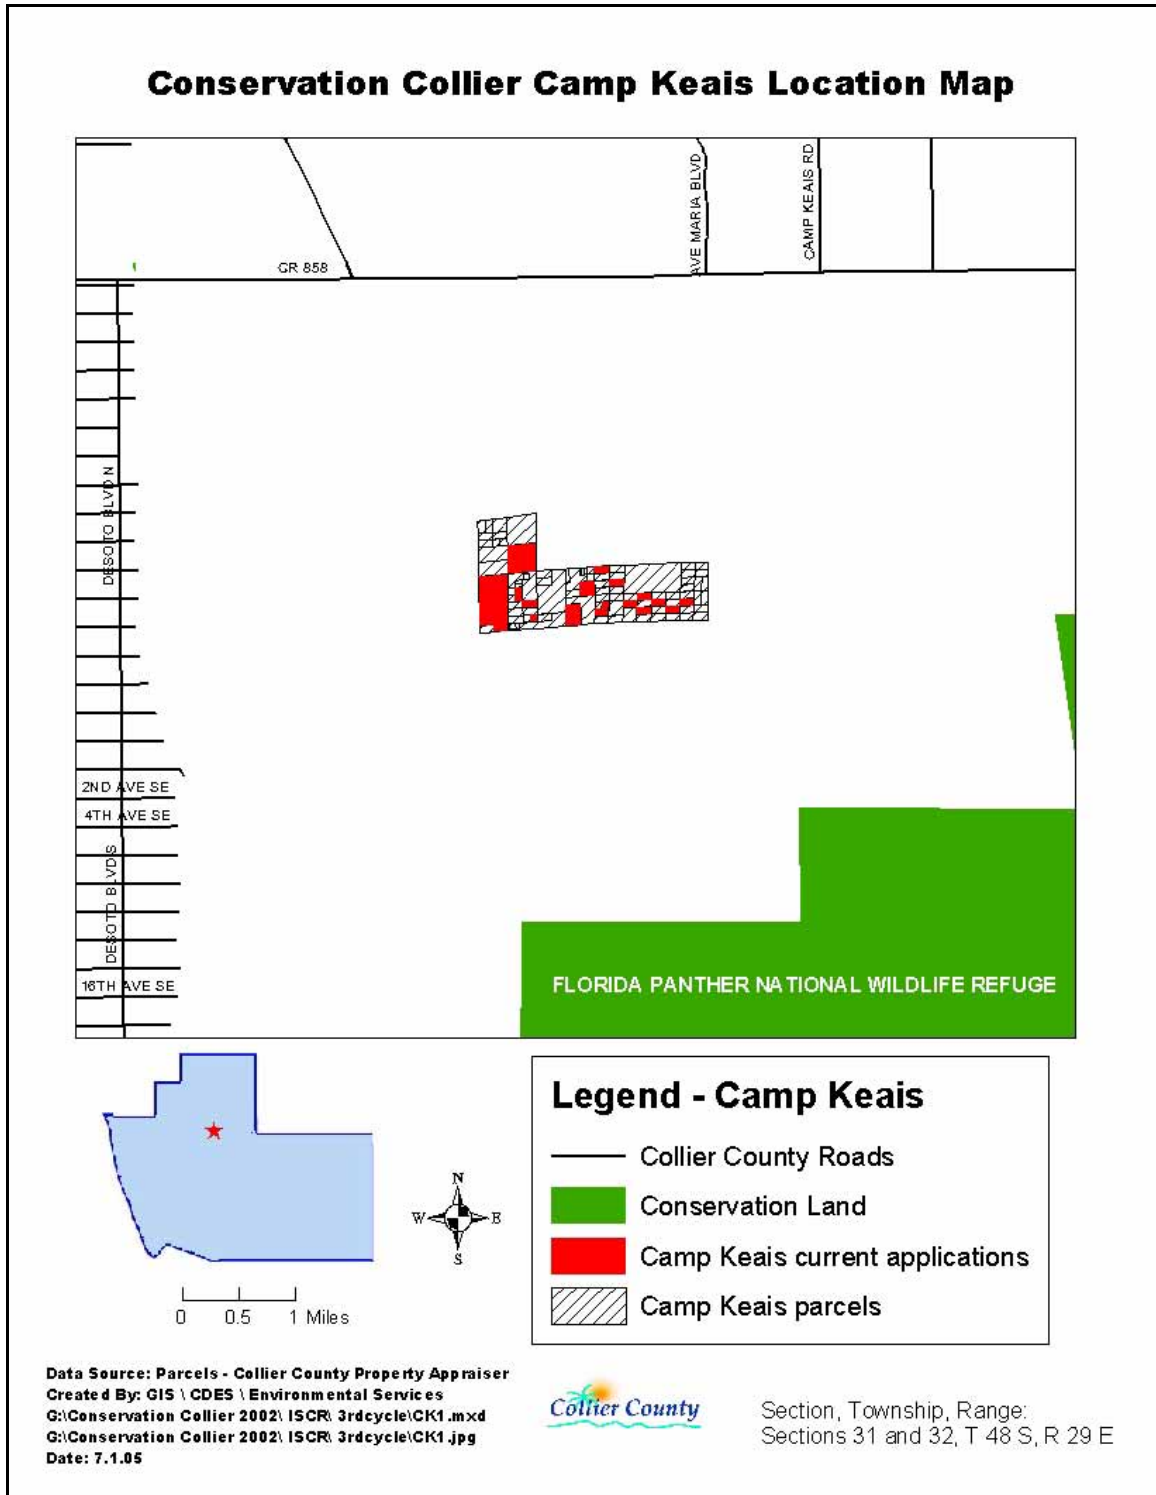 Conservation Collier Camp Keais Location Map
AVE MARIA BLVD
CAMP KEAIS RD
CR 858
DESOTO BLVD N
2ND AVE SE
4TH AVE SE
DESOTO BLVD S
16TH AVE SE
FLORIDA PANTHER NATIONAL WILDLIFE REFUGE
Legend - Camp Keais
Collier County Roads
Conservation Land
Camp Keais current applications
Camp Keais parcels
N
W E
S
0 0.5 1 Miles
Data Source: Parcels - Collier County Property Appraiser
Created By: GIS \ CDES \ Environmental Services
G:\Conservation Collier 2002\ ISCR\ 3rdcycle\CK1.mxd
G:\Conservation Collier 2002\ ISCR\ 3rdcycle\CK1.jpg
Date: 7.1.05
Collier County
Section, Township, Range:
Sections 31 and 32, T 48 S, R 29 E